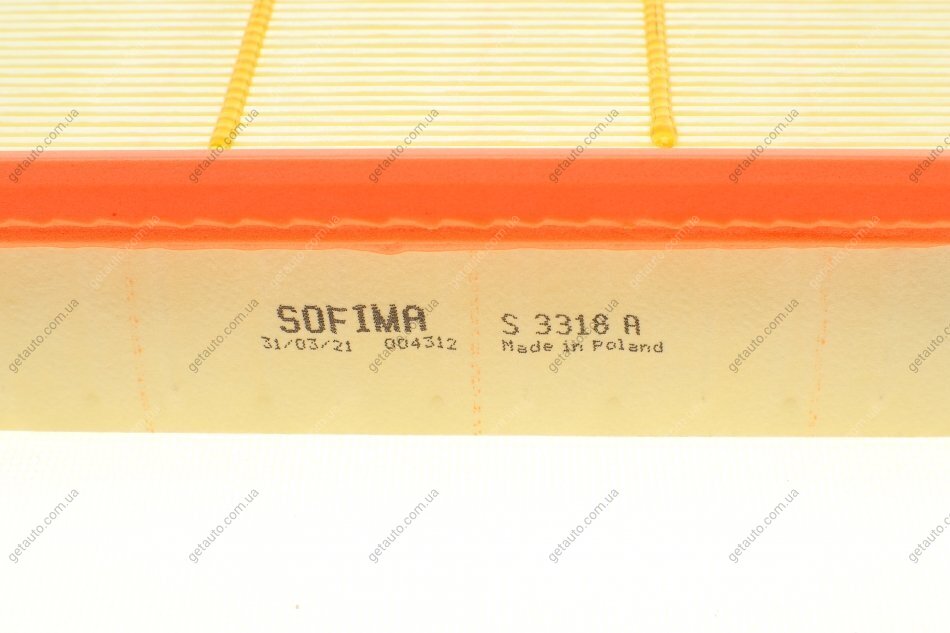 SOFIMA
31/03/21 004312
S 3318 A
Made in Poland
getauto.com.ua